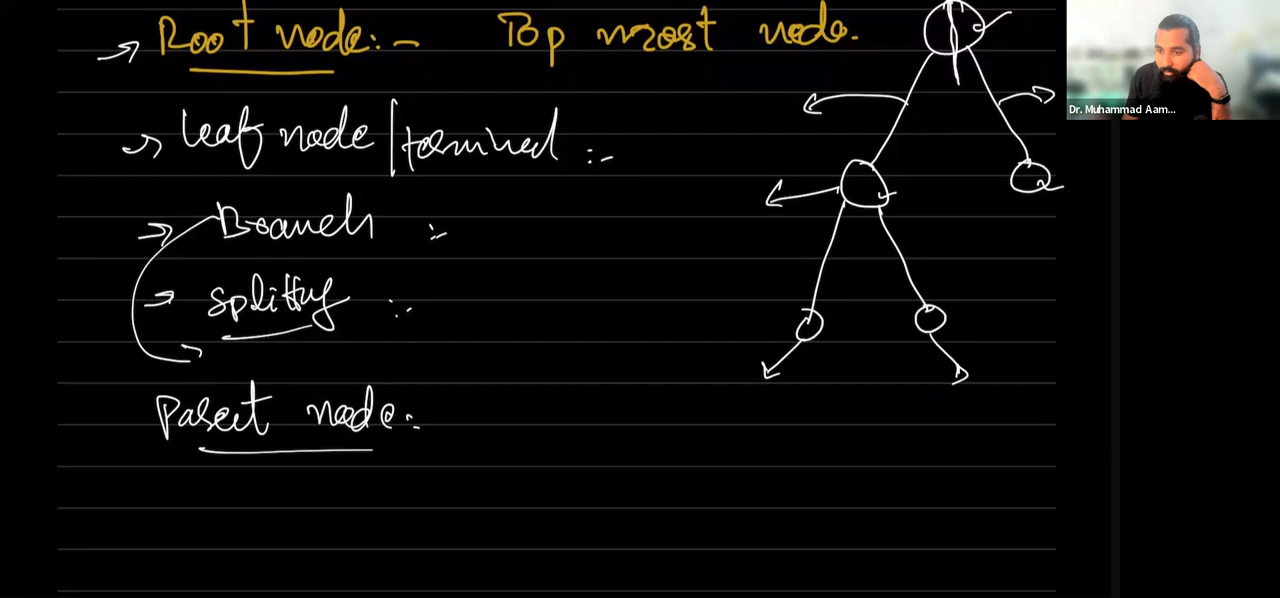 → Root node:- Top most node.
Dr. Muhammad Aam...
→ leaf node | terminal :-
→ Branch :-
→ splitting :-
Parent node:-